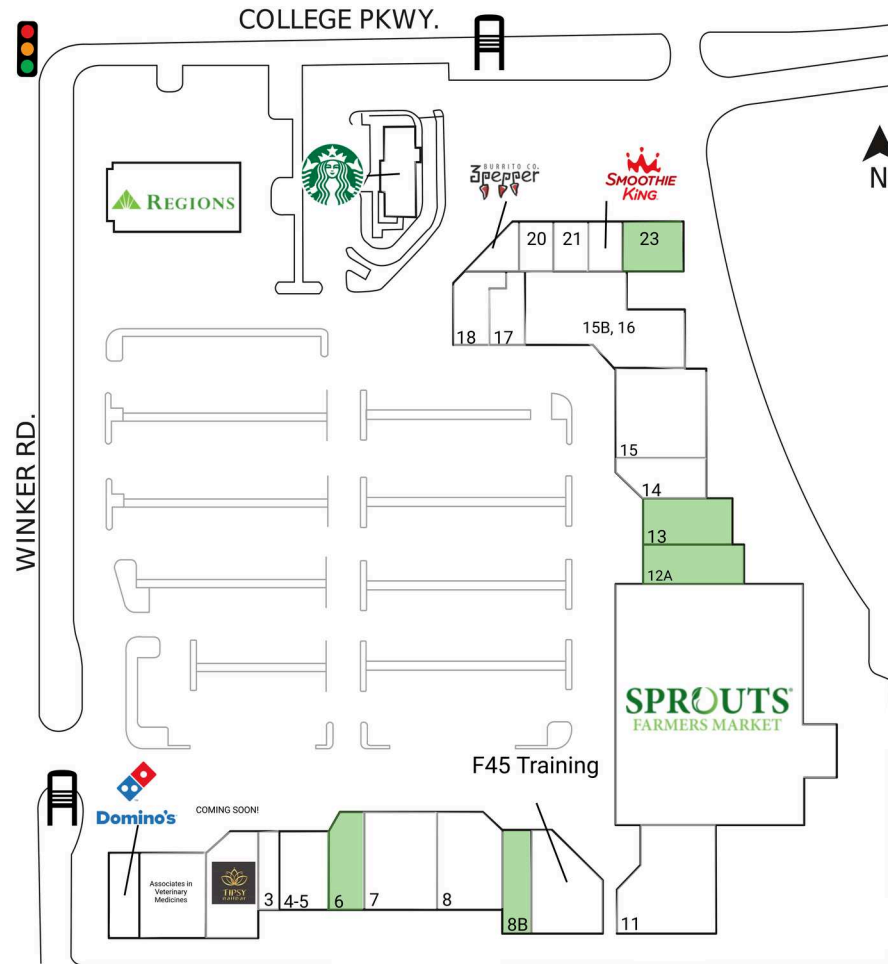 COLLEGE PKWY.
WINKER RD.
N
REGIONS
BURRITO CO.
3pepper
SMOOTHIE
KING
20
21
23
18
17
15B, 16
15
14
13
12A
SPROUTS
FARMERS MARKET
F45 Training
Domino's
COMING SOON!
Associates in
Veterinary
Medicines
TIPSY
3
4-5
6
7
8
8B
11